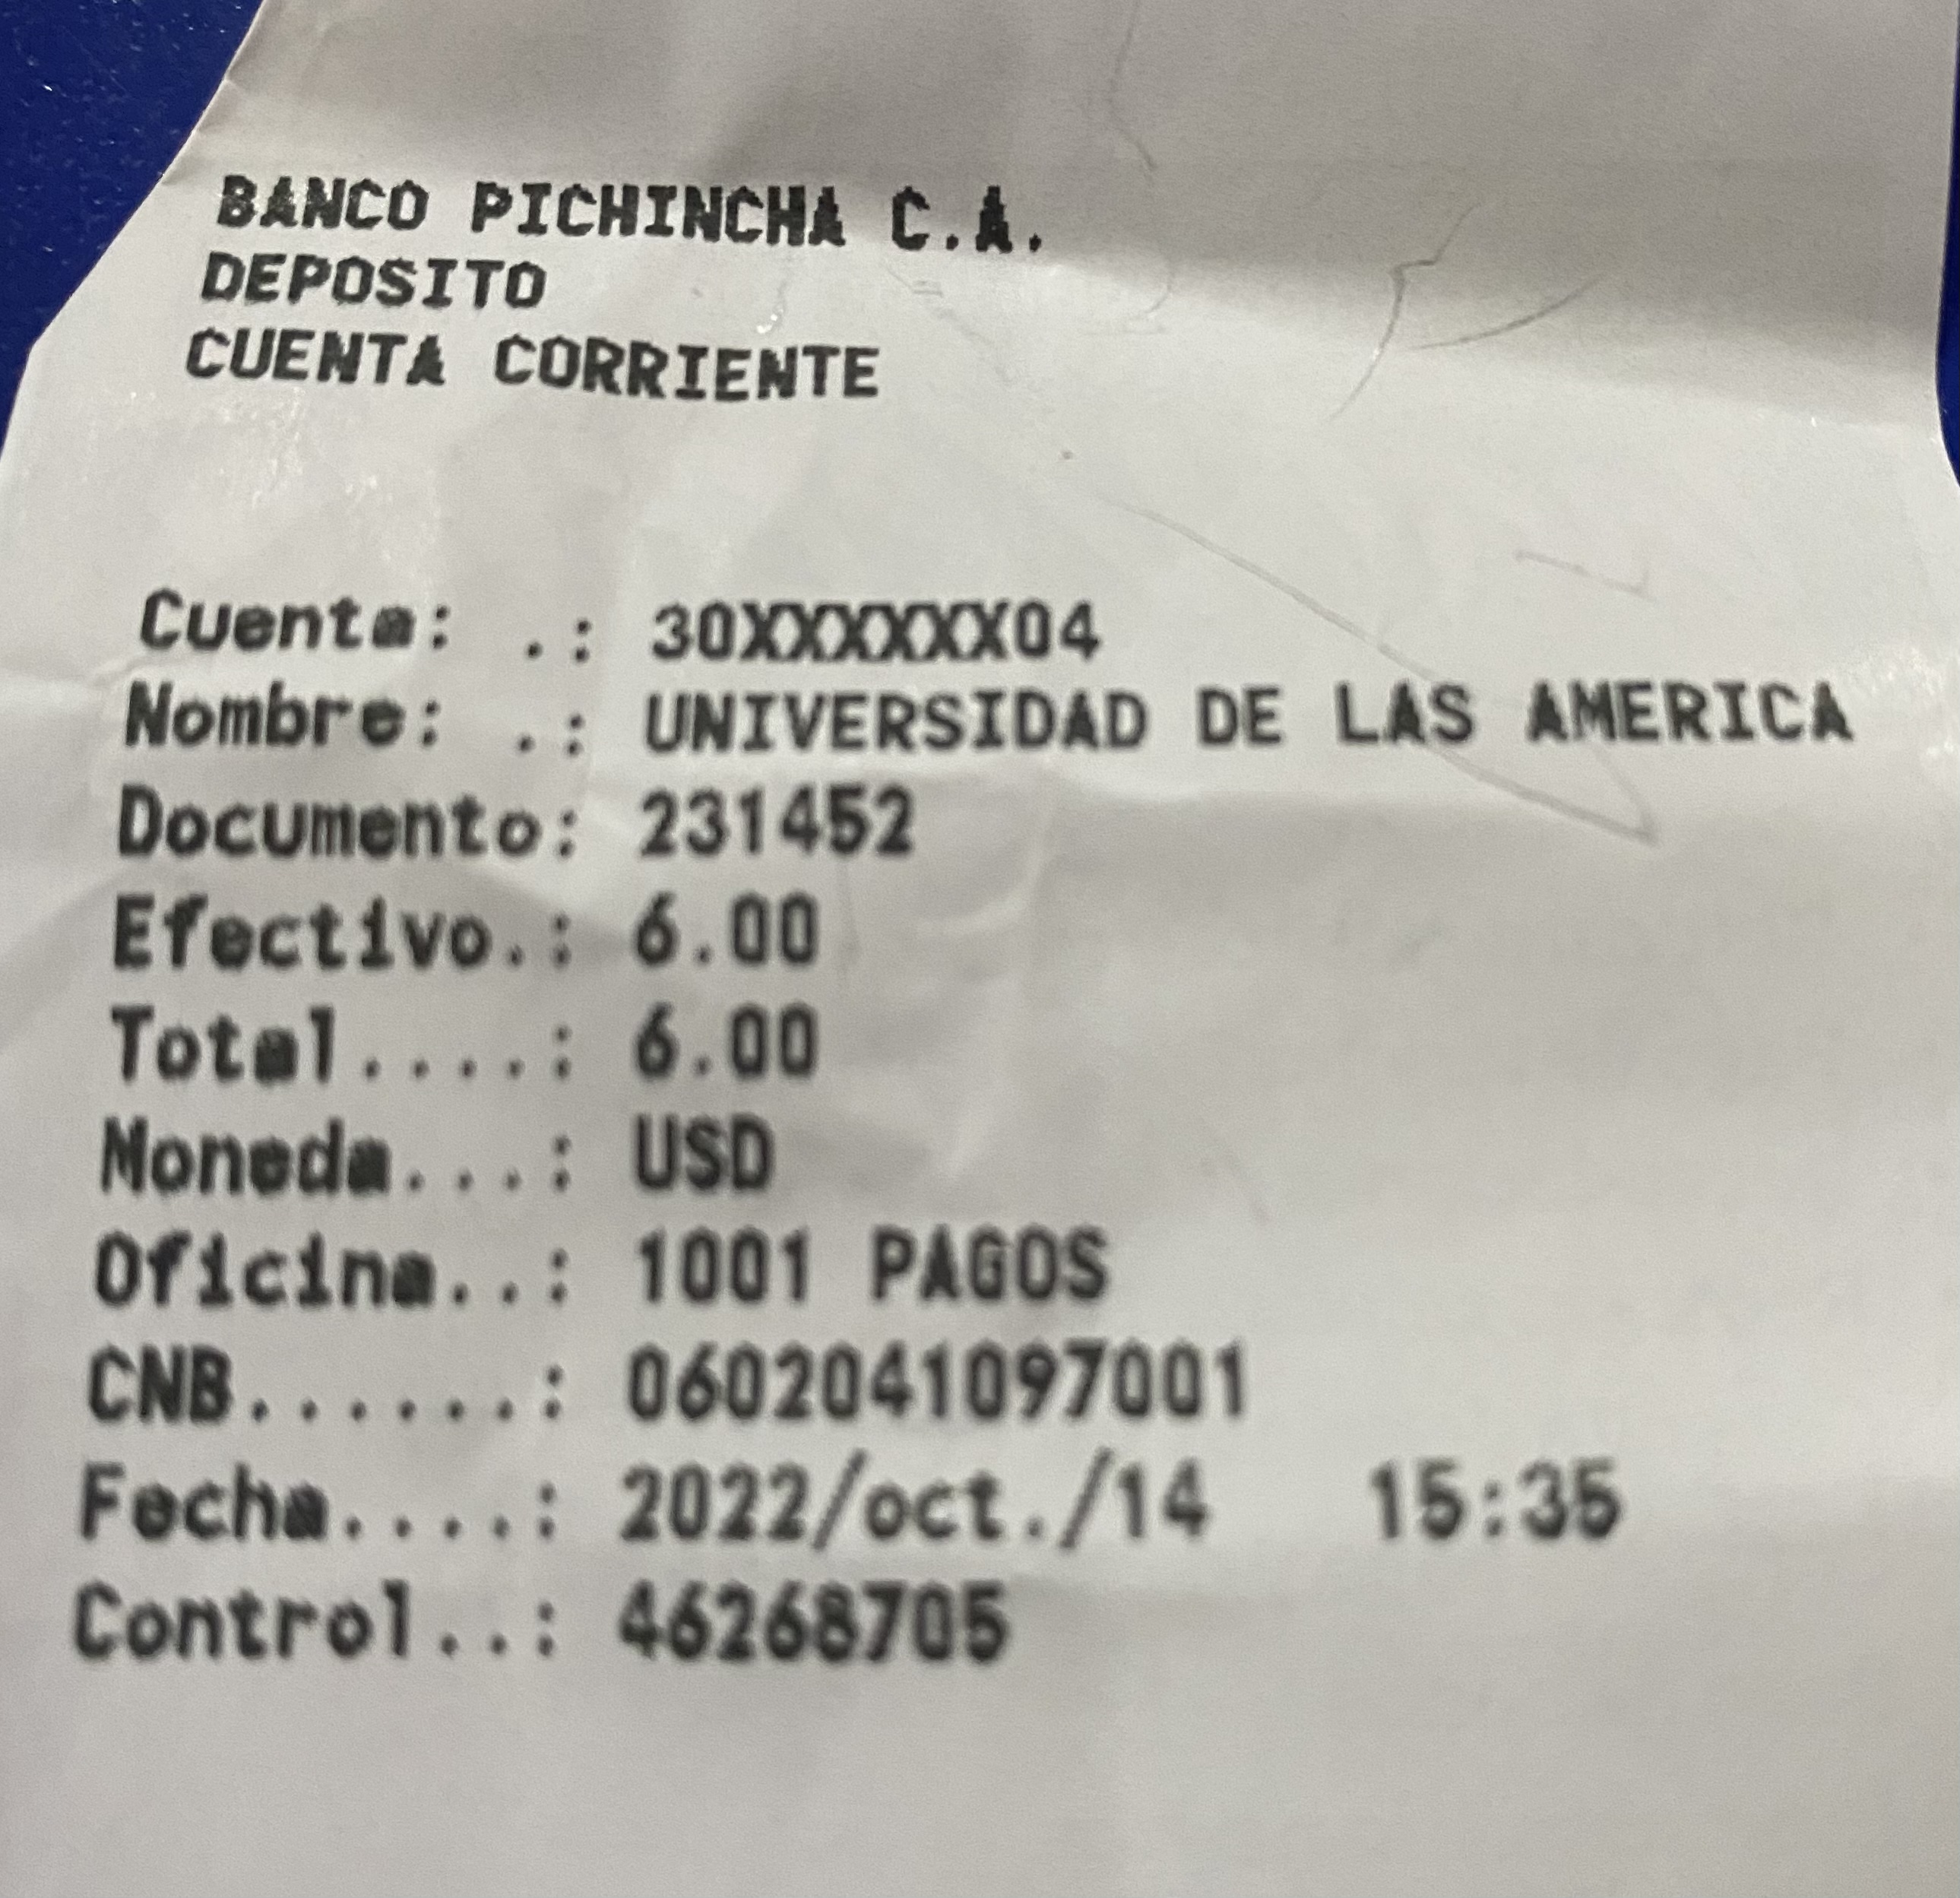 BANCO PICHINCHA C.A.
DEPOSITO
CUENTA CORRIENTE
Cuenta: .: 30XXXXXX04
Nombre: .: UNIVERSIDAD DE LAS AMERICA
Documento: 231452
Efectivo.: 6.00
Total....: 6.00
Moneda...: USD
Oficina..: 1001 PAGOS
CNB......: 0602041097001
Fecha....: 2022/oct./14 15:35
Control..: 46268705